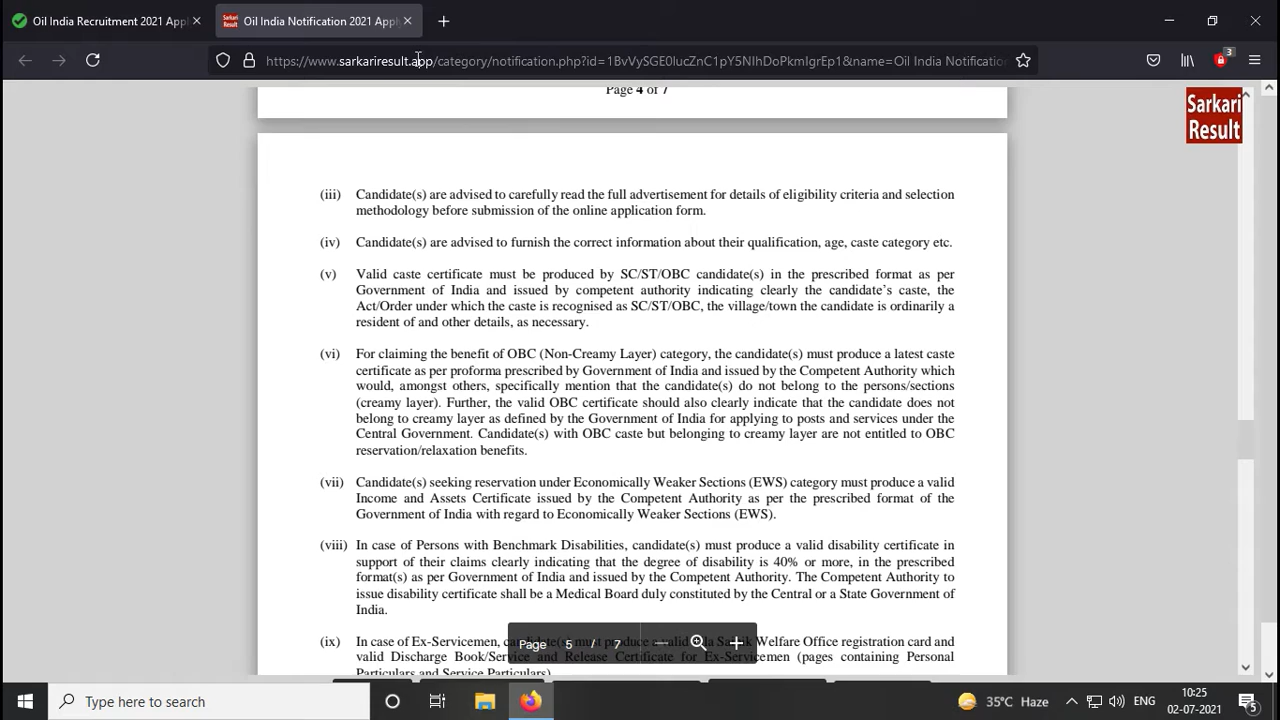 Oil India Recruitment 2021 Appl
Sarkari Result
Oil India Notification 2021 Apply
https://www.sarkariresult.app/category/notification.php?id=1BvVySGE0lucZnC1pY5NIhDoPkmIgrEp1&name=Oil India Notificatio
3
Page 4 of 7
Sarkari
Result
(iii) Candidate(s) are advised to carefully read the full advertisement for details of eligibility criteria and selection
methodology before submission of the online application form.
(iv) Candidate(s) are advised to furnish the correct information about their qualification, age, caste category etc.
(v) Valid caste certificate must be produced by SC/ST/OBC candidate(s) in the prescribed format as per
Government of India and issued by competent authority indicating clearly the candidate's caste, the
Act/Order under which the caste is recognised as SC/ST/OBC, the village/town the candidate is ordinarily a
resident of and other details, as necessary.
(vi) For claiming the benefit of OBC (Non-Creamy Layer) category, the candidate(s) must produce a latest caste
certificate as per proforma prescribed by Government of India and issued by the Competent Authority which
would, amongst others, specifically mention that the candidate(s) do not belong to the persons/sections
(creamy layer). Further, the valid OBC certificate should also clearly indicate that the candidate does not
belong to creamy layer as defined by the Government of India for applying to posts and services under the
Central Government. Candidate(s) with OBC caste but belonging to creamy layer are not entitled to OBC
reservation/relaxation benefits.
(vii) Candidate(s) seeking reservation under Economically Weaker Sections (EWS) category must produce a valid
Income and Assets Certificate issued by the Competent Authority as per the prescribed format of the
Government of India with regard to Economically Weaker Sections (EWS).
(viii) In case of Persons with Benchmark Disabilities, candidate(s) must produce a valid disability certificate in
support of their claims clearly indicating that the degree of disability is 40% or more, in the prescribed
format(s) as per Government of India and issued by the Competent Authority. The Competent Authority to
issue disability certificate shall be a Medical Board duly constituted by the Central or a State Government of
India.
(ix) In case of Ex-Servicemen, candidate(s) must produce a valid Zila Sainik Welfare Office registration card and
valid Discharge Book/Service and Release Certificate for Ex-Servicemen (pages containing Personal
Particulars and Service Particulars)
Page 5 / 7
Type here to search
35°C Haze
ENG
10:25
02-07-2021
5